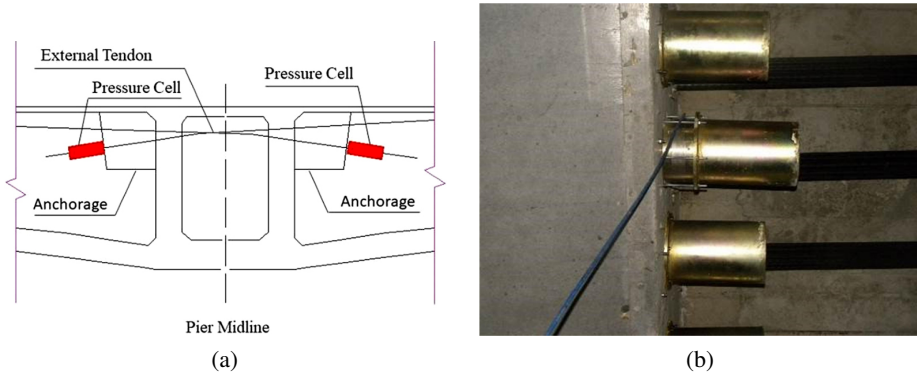 External Tendon
Pressure Cell
Pressure Cell
Anchorage
Anchorage
Pier Midline
(a)
(b)